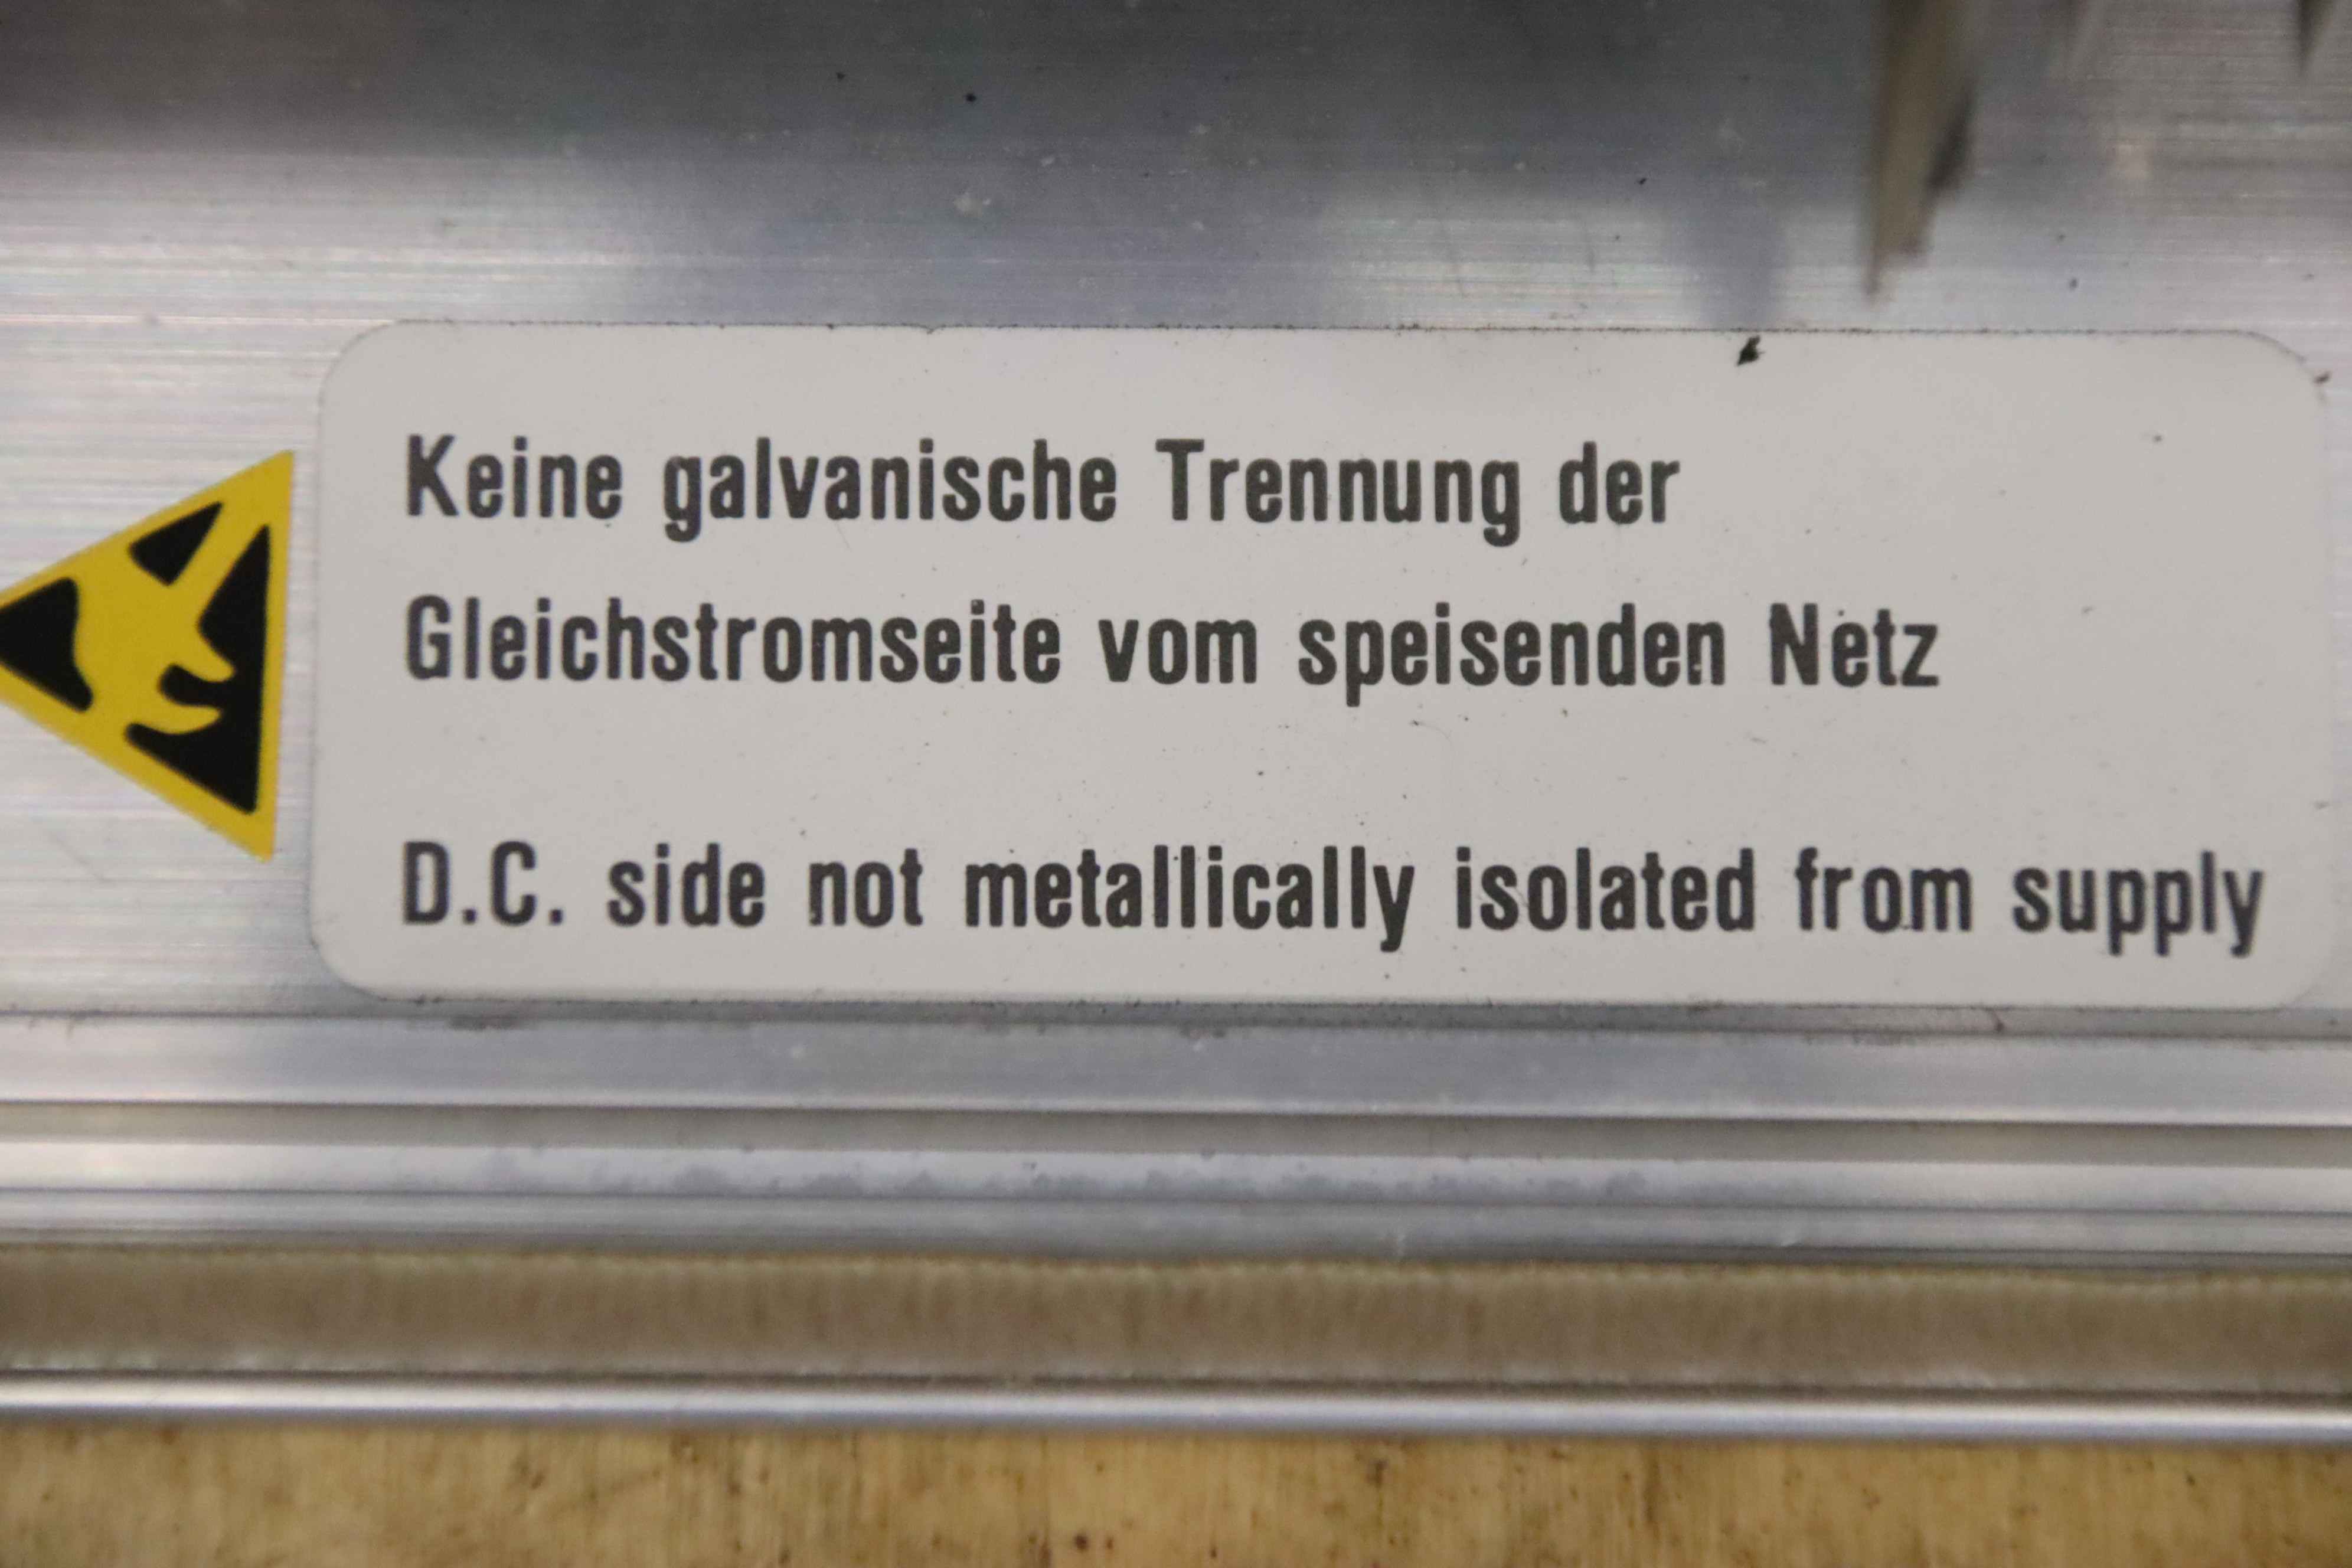 Keine galvanische Trennung der
Gleichstromseite vom speisenden Netz
D.C. side not metallically isolated from supply